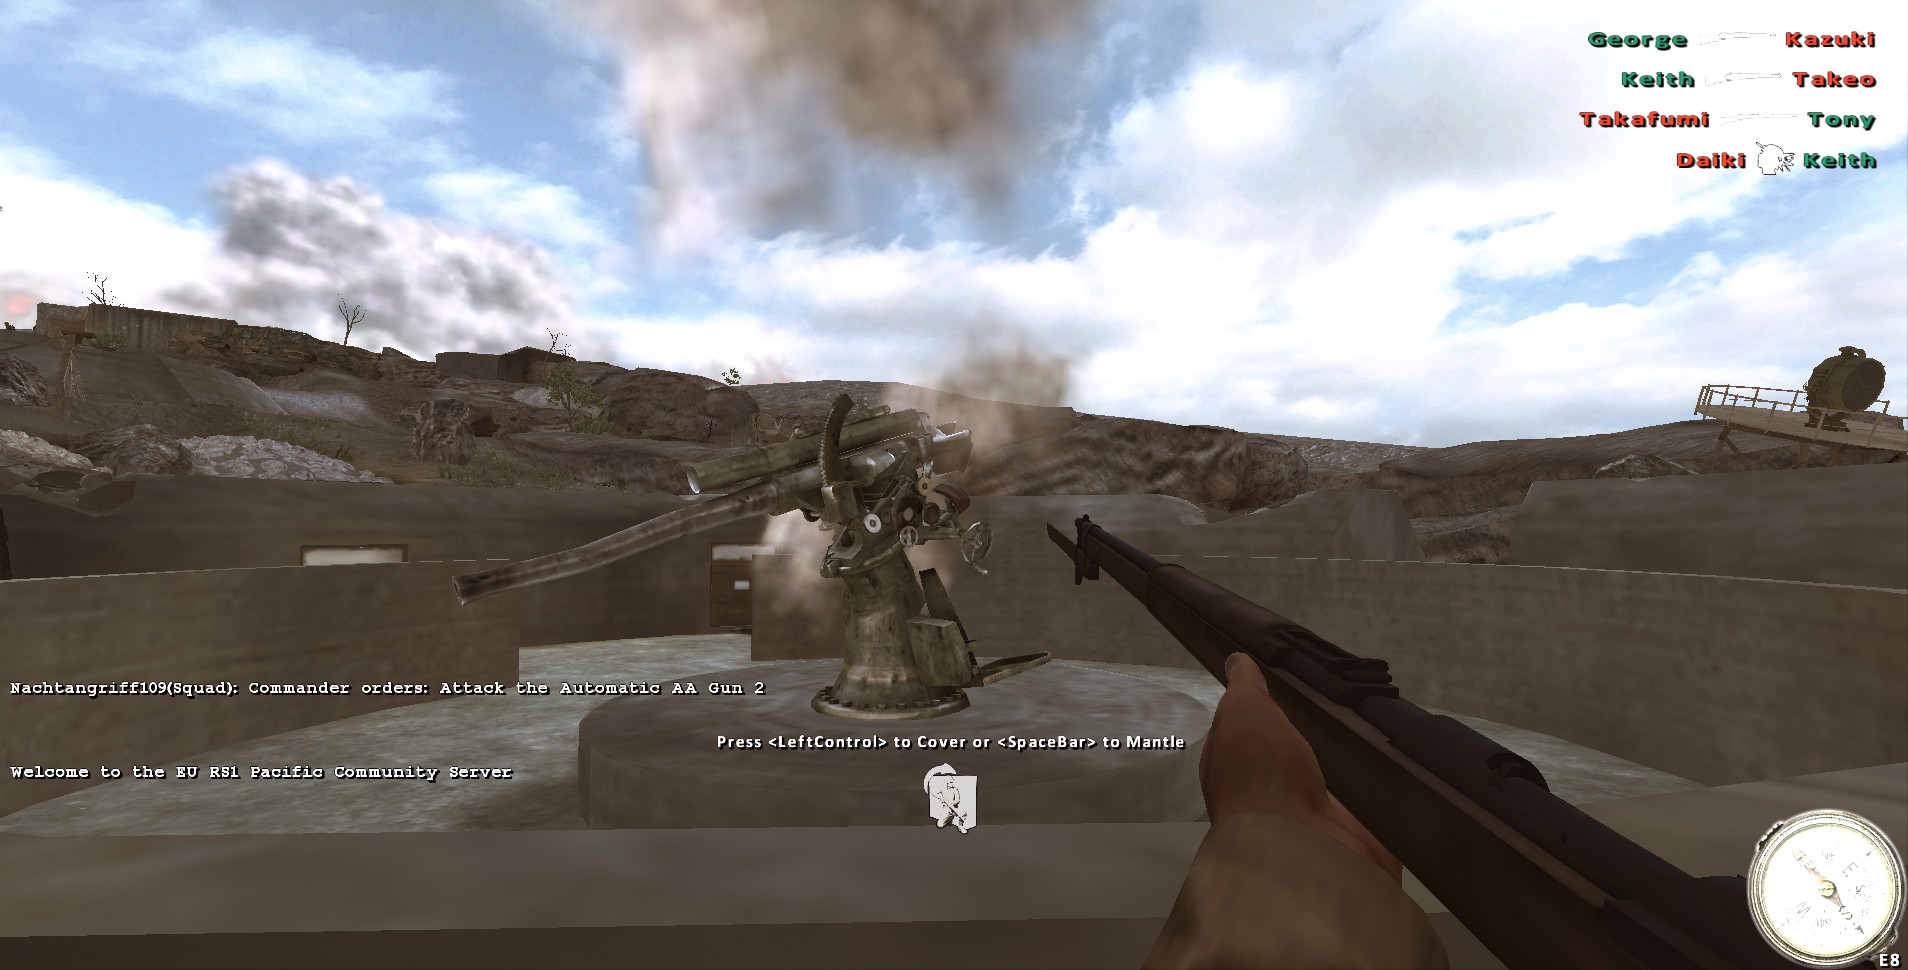 George Kazuki
Keith Takeo
Takafumi Tony
Daiki Keith
Nachtangriff109(Squad): Commander orders: Attack the Automatic AA Gun 2
Press <LeftControl> to Cover or <SpaceBar> to Mantle
Welcome to the EU RS1 Pacific Community Server
E8